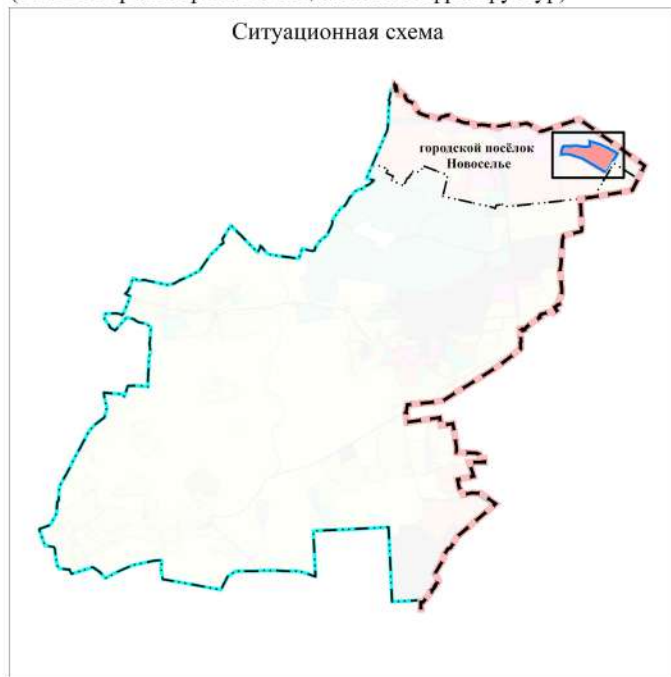 Ситуационная схема
городской посёлок
Новоселье